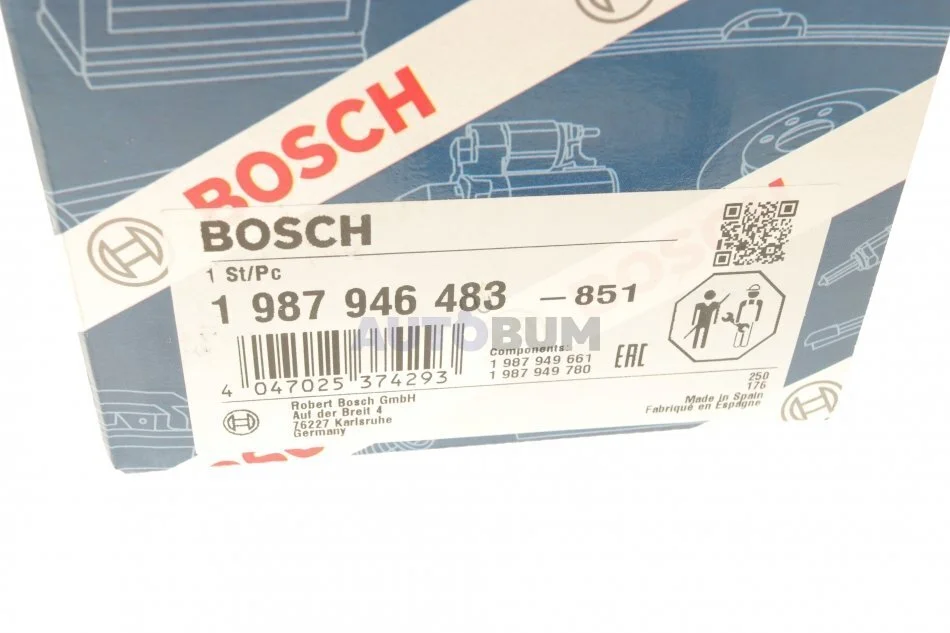 BOSCH
BOSCH
1 St/Pc
1 987 946 483 – 851
AUTOBUM
4 047025 374293
Components:
1 987 949 661
1 987 949 780
EAC
250
176
Robert Bosch GmbH
Auf der Breit 4
76227 Karlsruhe
Germany
Made in Spain
Fabriqué en Espagne